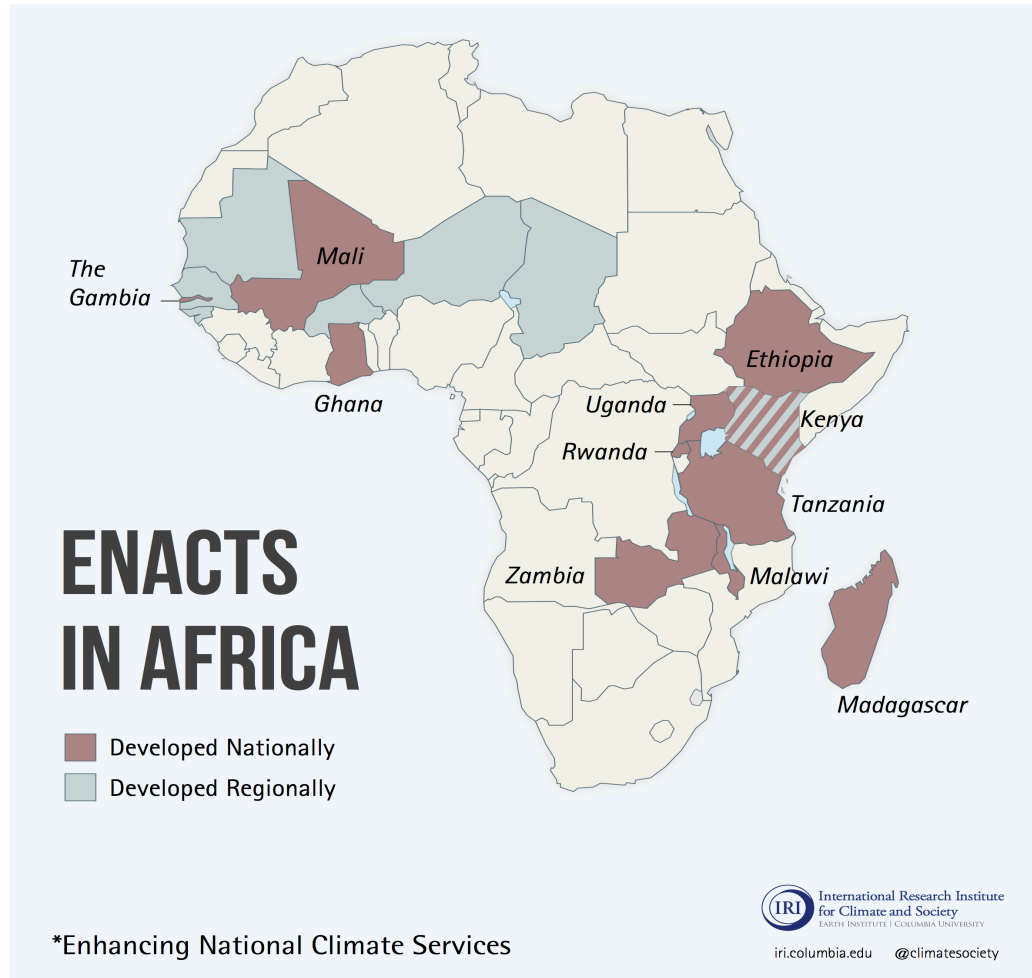 The
Gambia
Mali
Ghana
Ethiopia
Uganda
Kenya
Rwanda
Tanzania
Zambia
Malawi
Madagascar
ENACTS
IN AFRICA
Developed Nationally
Developed Regionally
*Enhancing National Climate Services
IRI
International Research Institute
for Climate and Society
EARTH INSTITUTE | COLUMBIA UNIVERSITY
iri.columbia.edu @climatesociety